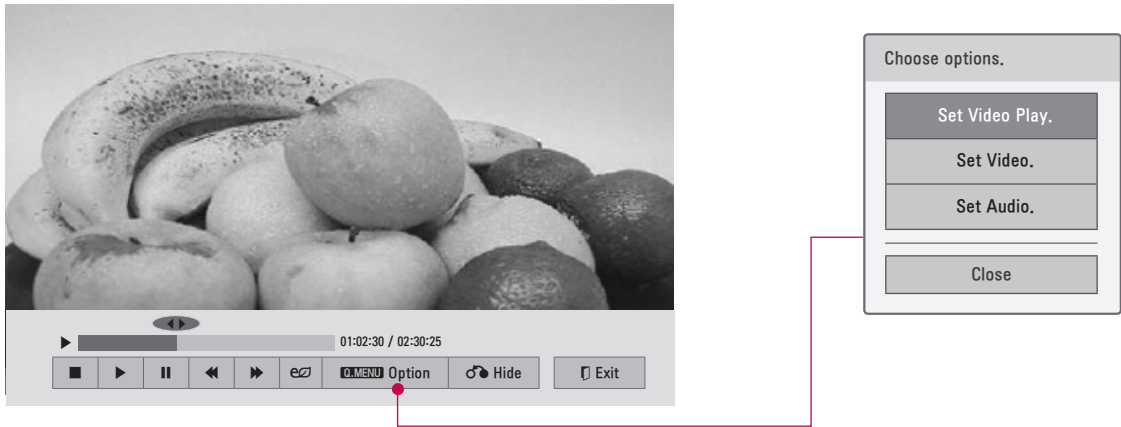 01:02:30 / 02:30:25
Q.MENU Option
Hide
Exit
Choose options.
Set Video Play.
Set Video.
Set Audio.
Close